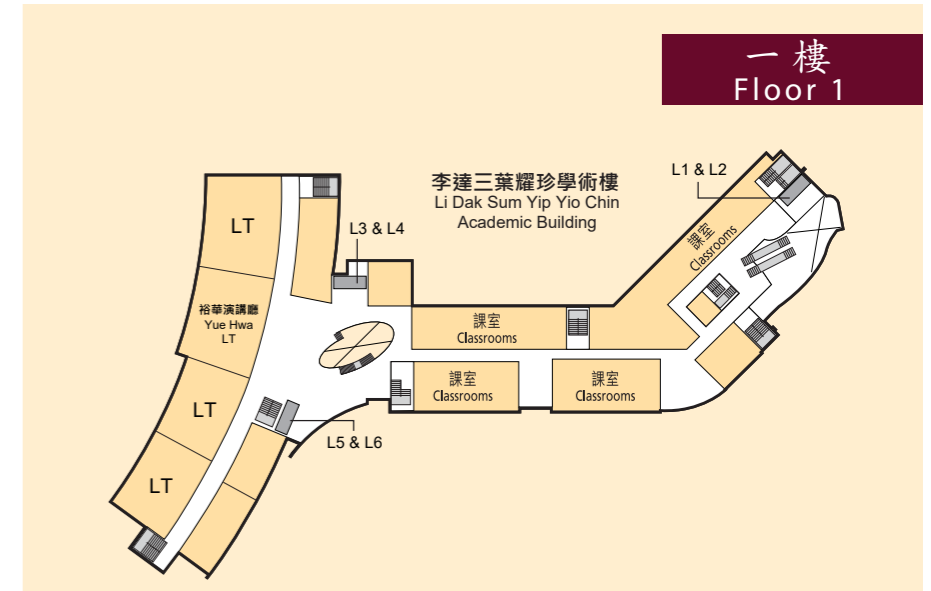 一樓
Floor 1
李達三葉耀珍學術樓
Li Dak Sum Yip Yio Chin
Academic Building
L1 & L2
L3 & L4
LT
課室
Classrooms
裕華演講廳
Yue Hwa
LT
課室
Classrooms
課室
Classrooms
課室
Classrooms
LT
L5 & L6
LT